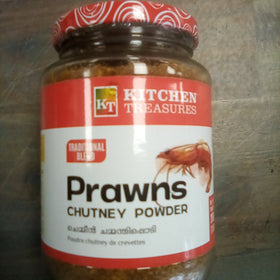 KT
KITCHEN
TREASURES
TRADITIONAL
BLEND
Prawns
CHUTNEY POWDER
ചെമ്മീൻ ചമ്മന്തിപ്പൊടി
Poudre chutney de crevettes